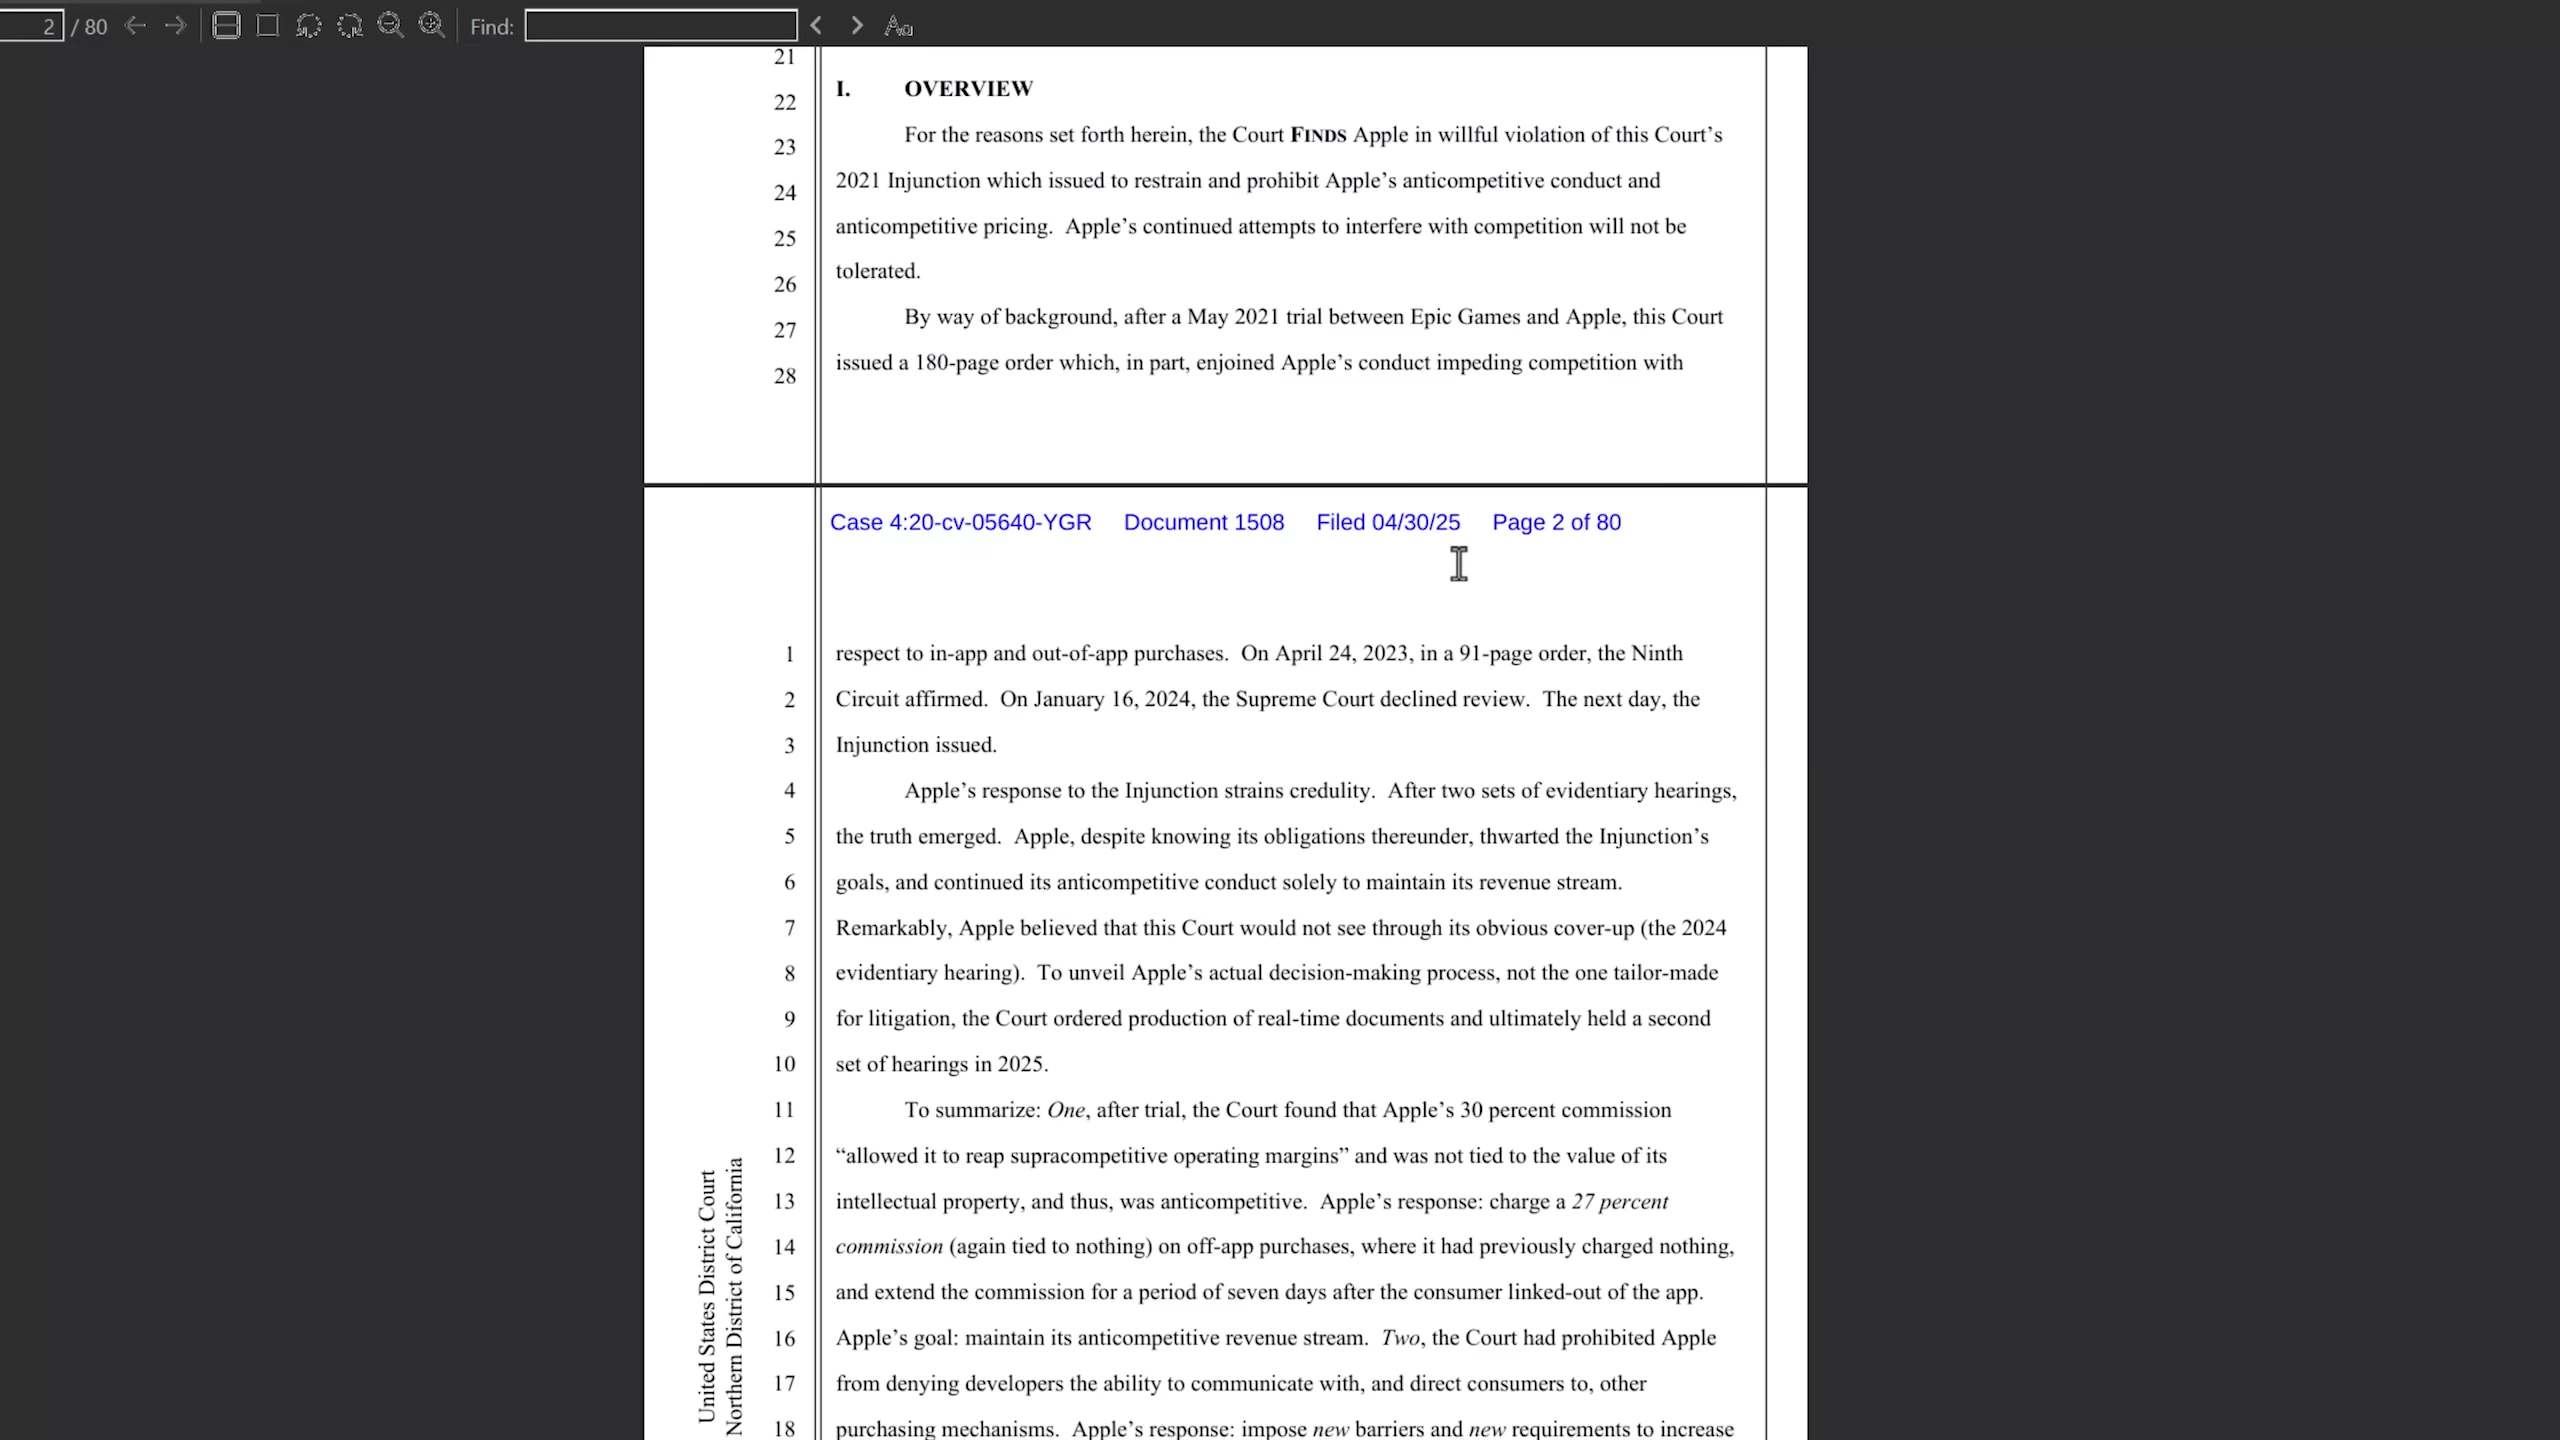 2 / 80 Find:
21
I. OVERVIEW
22
For the reasons set forth herein, the Court FINDS Apple in willful violation of this Court’s
23
2021 Injunction which issued to restrain and prohibit Apple’s anticompetitive conduct and
24
anticompetitive pricing. Apple’s continued attempts to interfere with competition will not be
25
tolerated.
26
By way of background, after a May 2021 trial between Epic Games and Apple, this Court
27
issued a 180-page order which, in part, enjoined Apple’s conduct impeding competition with
28
Case 4:20-cv-05640-YGR Document 1508 Filed 04/30/25 Page 2 of 80
1 respect to in-app and out-of-app purchases. On April 24, 2023, in a 91-page order, the Ninth
2 Circuit affirmed. On January 16, 2024, the Supreme Court declined review. The next day, the
3 Injunction issued.
4 Apple’s response to the Injunction strains credulity. After two sets of evidentiary hearings,
5 the truth emerged. Apple, despite knowing its obligations thereunder, thwarted the Injunction’s
6 goals, and continued its anticompetitive conduct solely to maintain its revenue stream.
7 Remarkably, Apple believed that this Court would not see through its obvious cover-up (the 2024
8 evidentiary hearing). To unveil Apple’s actual decision-making process, not the one tailor-made
9 for litigation, the Court ordered production of real-time documents and ultimately held a second
10 set of hearings in 2025.
11 To summarize: One, after trial, the Court found that Apple’s 30 percent commission
12 “allowed it to reap supracompetitive operating margins” and was not tied to the value of its
13 intellectual property, and thus, was anticompetitive. Apple’s response: charge a 27 percent
14 commission (again tied to nothing) on off-app purchases, where it had previously charged nothing,
15 and extend the commission for a period of seven days after the consumer linked-out of the app.
16 Apple’s goal: maintain its anticompetitive revenue stream. Two, the Court had prohibited Apple
17 from denying developers the ability to communicate with, and direct consumers to, other
18 purchasing mechanisms. Apple’s response: impose new barriers and new requirements to increase
United States District Court
Northern District of California